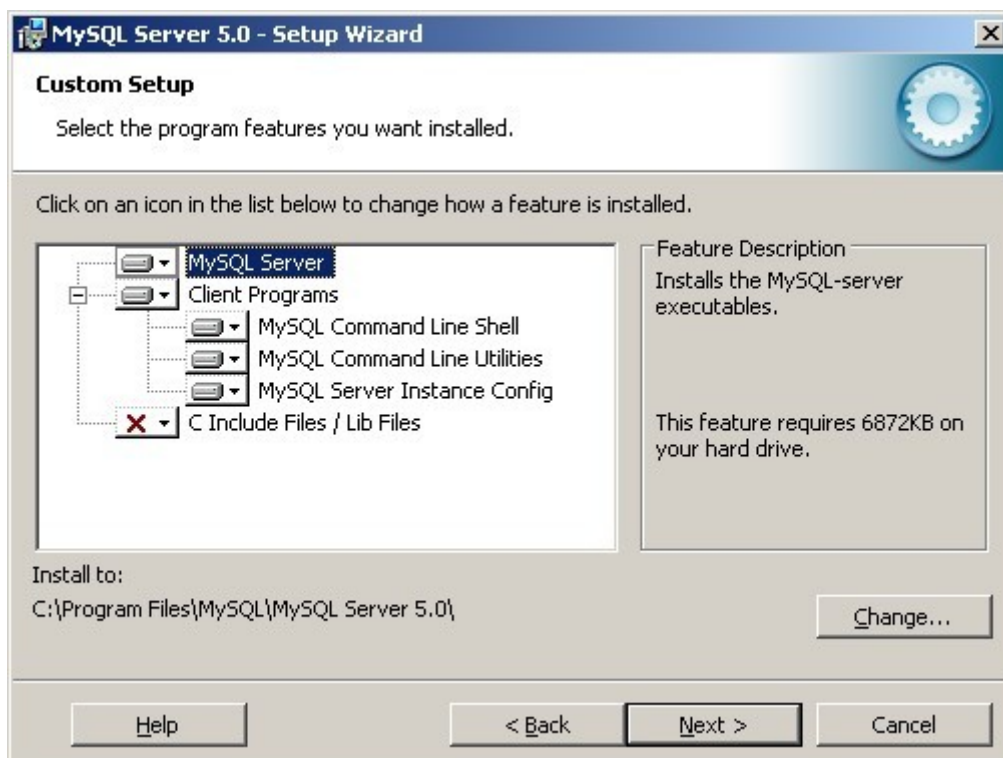 MySQL Server 5.0 - Setup Wizard
Custom Setup
Select the program features you want installed.
Click on an icon in the list below to change how a feature is installed.
MySQL Server
Client Programs
MySQL Command Line Shell
MySQL Command Line Utilities
MySQL Server Instance Config
C Include Files / Lib Files
Feature Description
Installs the MySQL-server
executables.
This feature requires 6872KB on
your hard drive.
Install to:
C:\Program Files\MySQL\MySQL Server 5.0\
Change...
Help
< Back
Next >
Cancel